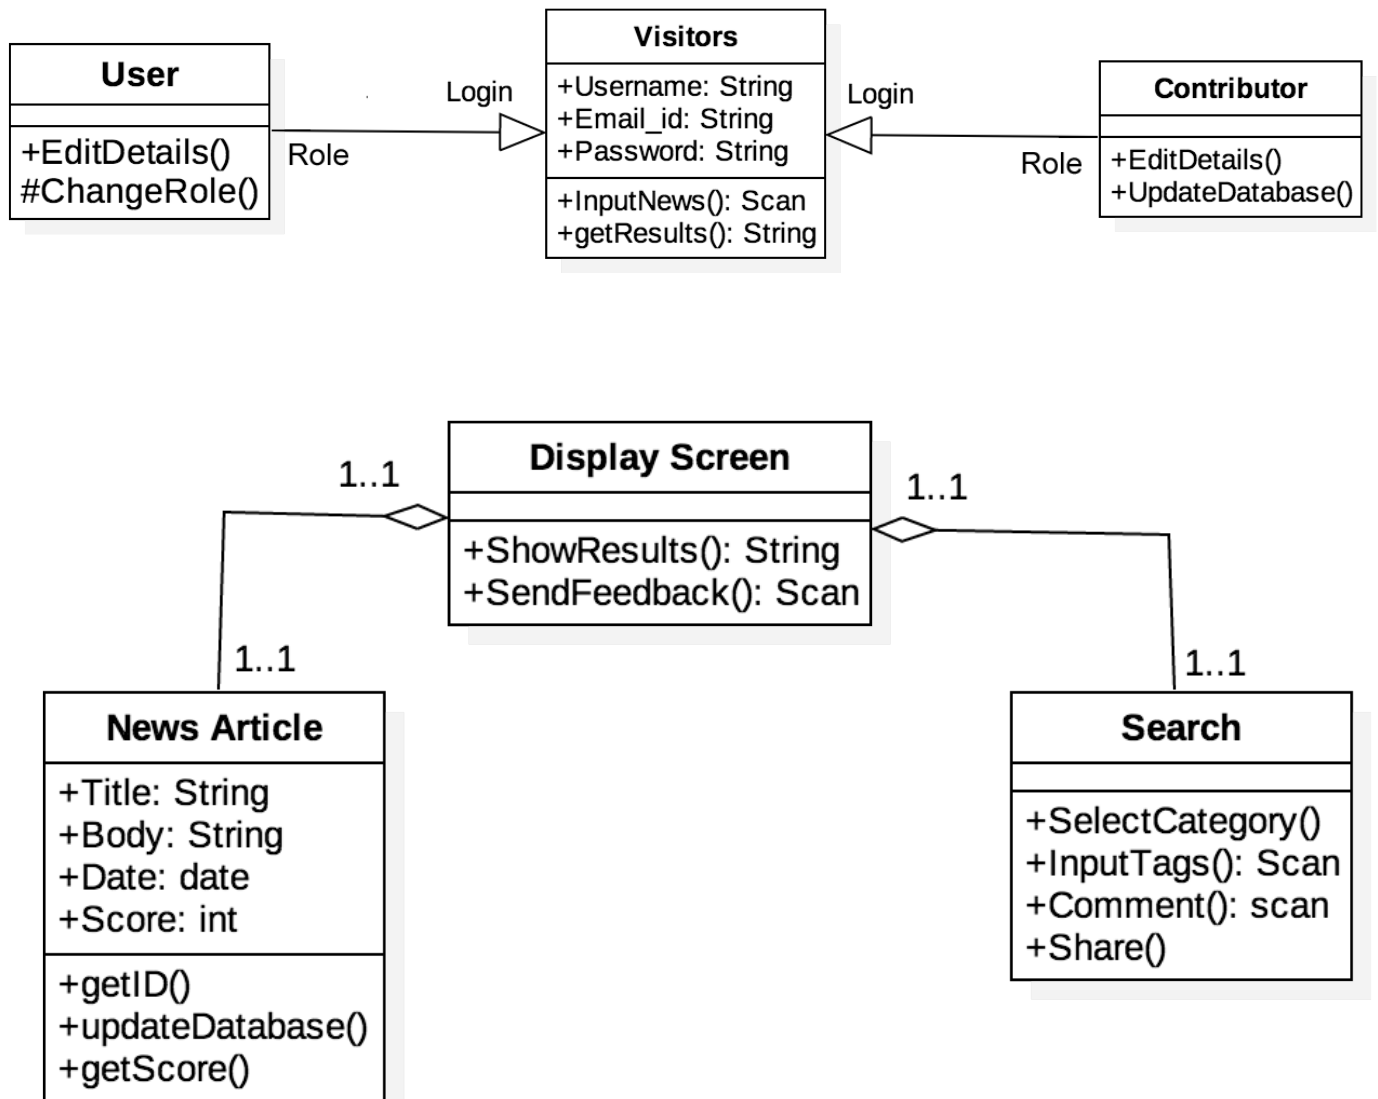 User
+EditDetails()
#ChangeRole()
Login
Role
Visitors
+Username: String
+Email_id: String
+Password: String
+InputNews(): Scan
+getResults(): String
Login
Role
Contributor
+EditDetails()
+UpdateDatabase()
Display Screen
+ShowResults(): String
+SendFeedback(): Scan
1..1
1..1
1..1
1..1
News Article
+Title: String
+Body: String
+Date: date
+Score: int
+getID()
+updateDatabase()
+getScore()
Search
+SelectCategory()
+InputTags(): Scan
+Comment(): scan
+Share()